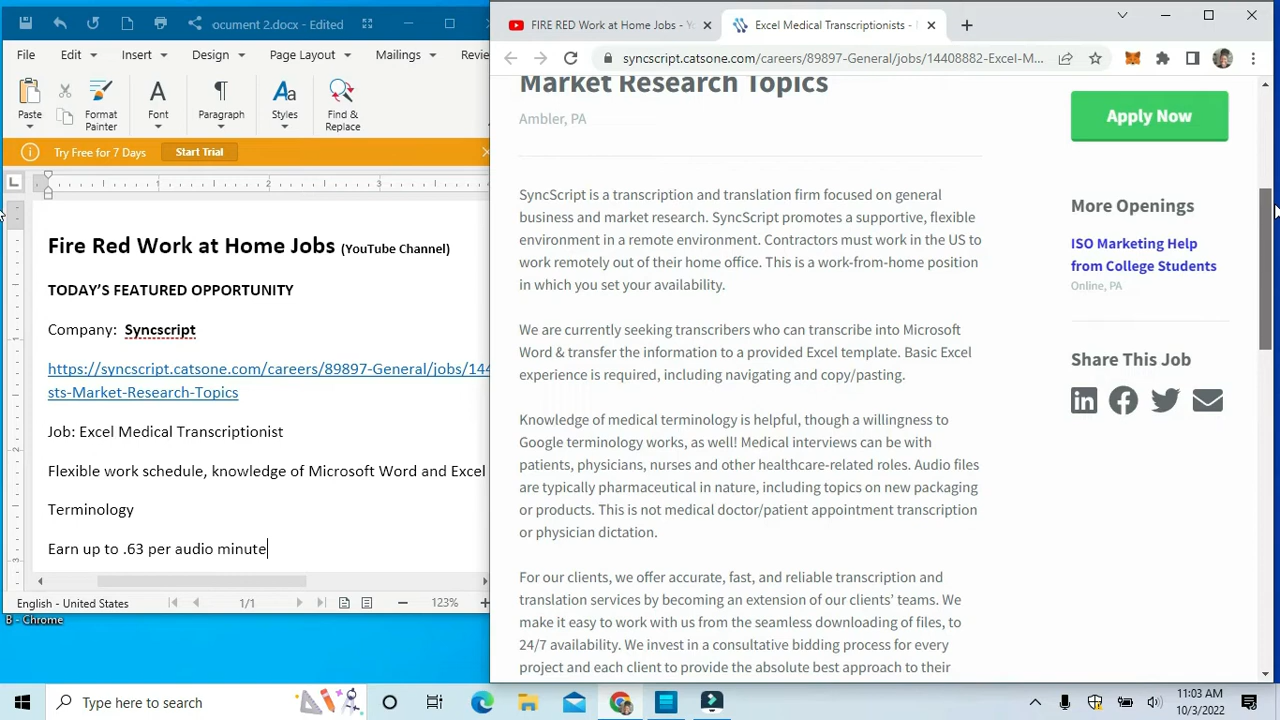 ocument 2.docx - Edited
File Edit Insert Design Page Layout Mailings
Paste
Format Painter
Font
Paragraph
Styles
Find & Replace
Try Free for 7 Days Start Trial
1 2 3
Fire Red Work at Home Jobs (YouTube Channel)
TODAY'S FEATURED OPPORTUNITY
Company: Syncscript
https://syncscript.catsone.com/careers/89897-General/jobs/144
sts-Market-Research-Topics
Job: Excel Medical Transcriptionist
Flexible work schedule, knowledge of Microsoft Word and Excel
Terminology
Earn up to .63 per audio minute
English - United States 1/1 123%
B - Chrome
FIRE RED Work at Home Jobs - Yo
Excel Medical Transcriptionists -
syncscript.catsone.com/careers/89897-General/jobs/14408882-Excel-M...
Market Research Topics
Ambler, PA
SyncScript is a transcription and translation firm focused on general
business and market research. SyncScript promotes a supportive, flexible
environment in a remote environment. Contractors must work in the US to
work remotely out of their home office. This is a work-from-home position
in which you set your availability.
We are currently seeking transcribers who can transcribe into Microsoft
Word & transfer the information to a provided Excel template. Basic Excel
experience is required, including navigating and copy/pasting.
Knowledge of medical terminology is helpful, though a willingness to
Google terminology works, as well! Medical interviews can be with
patients, physicians, nurses and other healthcare-related roles. Audio files
are typically pharmaceutical in nature, including topics on new packaging
or products. This is not medical doctor/patient appointment transcription
or physician dictation.
For our clients, we offer accurate, fast, and reliable transcription and
translation services by becoming an extension of our clients' teams. We
make it easy to work with us from the seamless downloading of files, to
24/7 availability. We invest in a consultative bidding process for every
project and each client to provide the absolute best approach to their
Apply Now
More Openings
ISO Marketing Help
from College Students
Online, PA
Share This Job
Type here to search
11:03 AM
10/3/2022